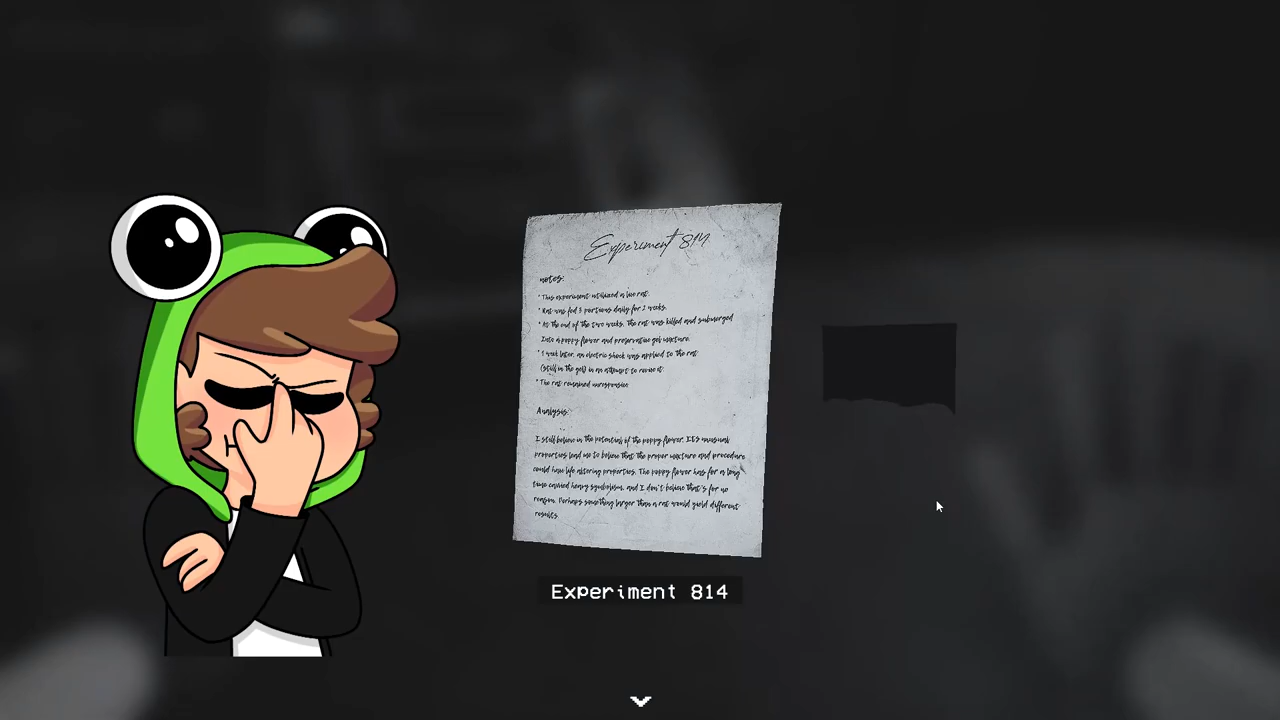 Experiment 814
notes:
* This experiment utilized a live rat.
* Rat was fed 3 portions daily for 2 weeks.
* At the end of the two weeks, the rat was killed and submerged
into a poppy flower and preservative gel mixture.
* 1 week later, an electric shock was applied to the rat
(still in the gel) in an attempt to revive it.
* The rat remained unresponsive.
Analysis:
I still believe in the potential of the poppy flower. It's unusual
properties lead me to believe that the proper mixture and procedure
could have life altering properties. The poppy flower has for a long
time carried heavy symbolism, and I don't believe that's for no
reason. Perhaps something larger than a rat would yield different
results.
Experiment 814